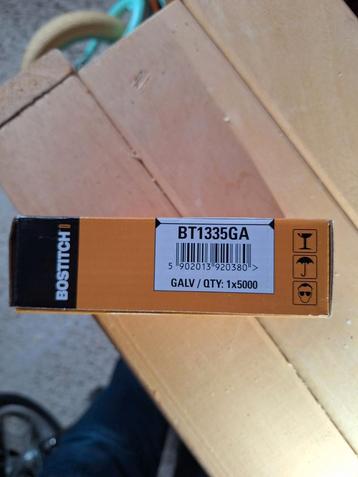 BOSTITCH
BT1335GA
5 902013 920380 >
GALV / QTY: 1x5000